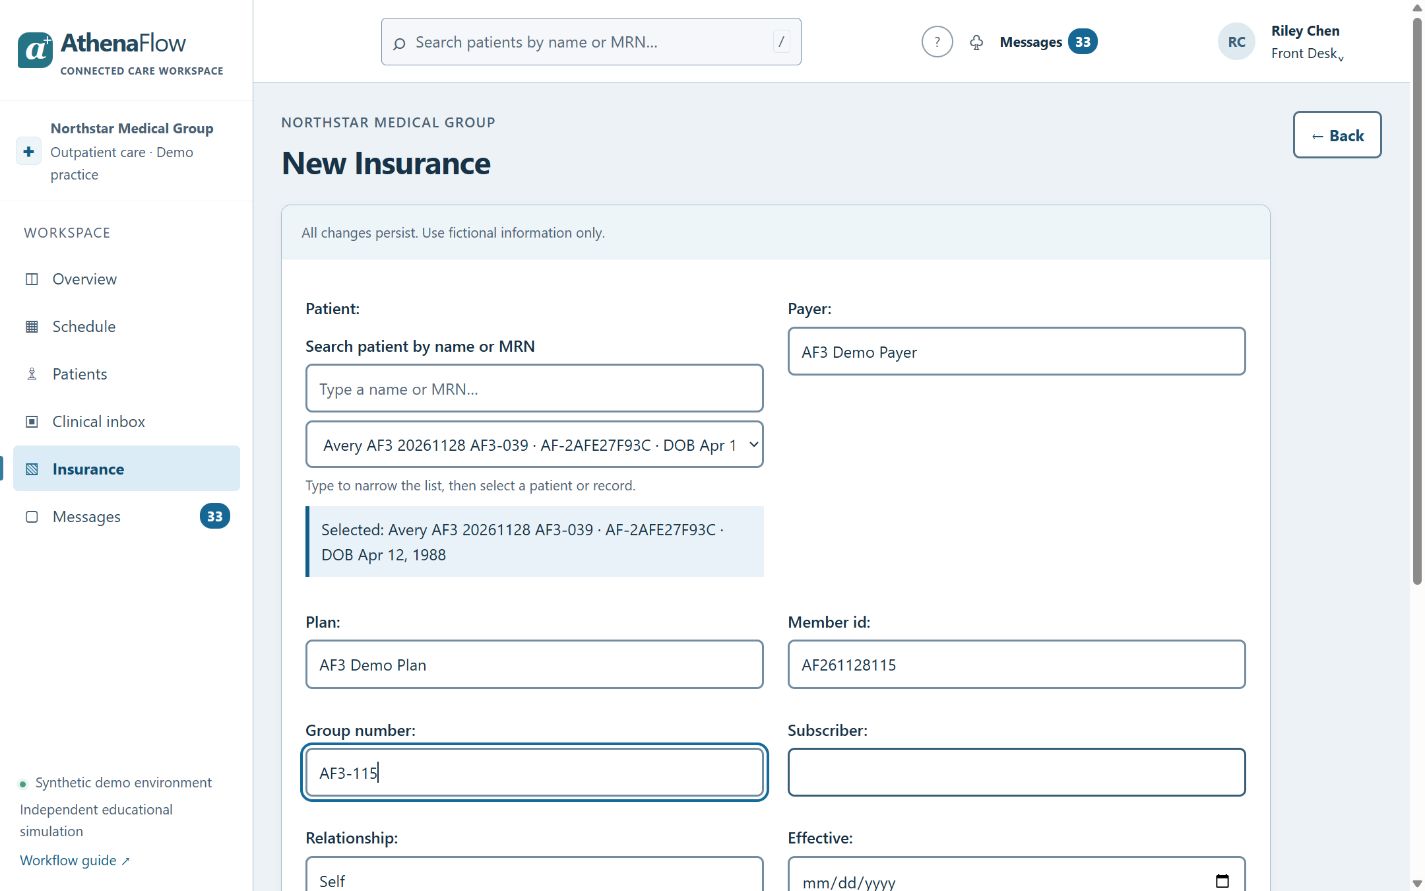 AthenaFlow
CONNECTED CARE WORKSPACE
Search patients by name or MRN...
/
?
Messages 33
RC
Riley Chen
Front Desk
Northstar Medical Group
Outpatient care · Demo
practice
WORKSPACE
Overview
Schedule
Patients
Clinical inbox
Insurance
Messages 33
Synthetic demo environment
Independent educational
simulation
Workflow guide ↗
NORTHSTAR MEDICAL GROUP
New Insurance
← Back
All changes persist. Use fictional information only.
Patient:
Search patient by name or MRN
Type a name or MRN...
Avery AF3 20261128 AF3-039 · AF-2AFE27F93C · DOB Apr 1
Type to narrow the list, then select a patient or record.
Selected: Avery AF3 20261128 AF3-039 · AF-2AFE27F93C ·
DOB Apr 12, 1988
Payer:
AF3 Demo Payer
Plan:
AF3 Demo Plan
Member id:
AF261128115
Group number:
AF3-115
Subscriber:
Relationship:
Self
Effective:
mm/dd/yyyy